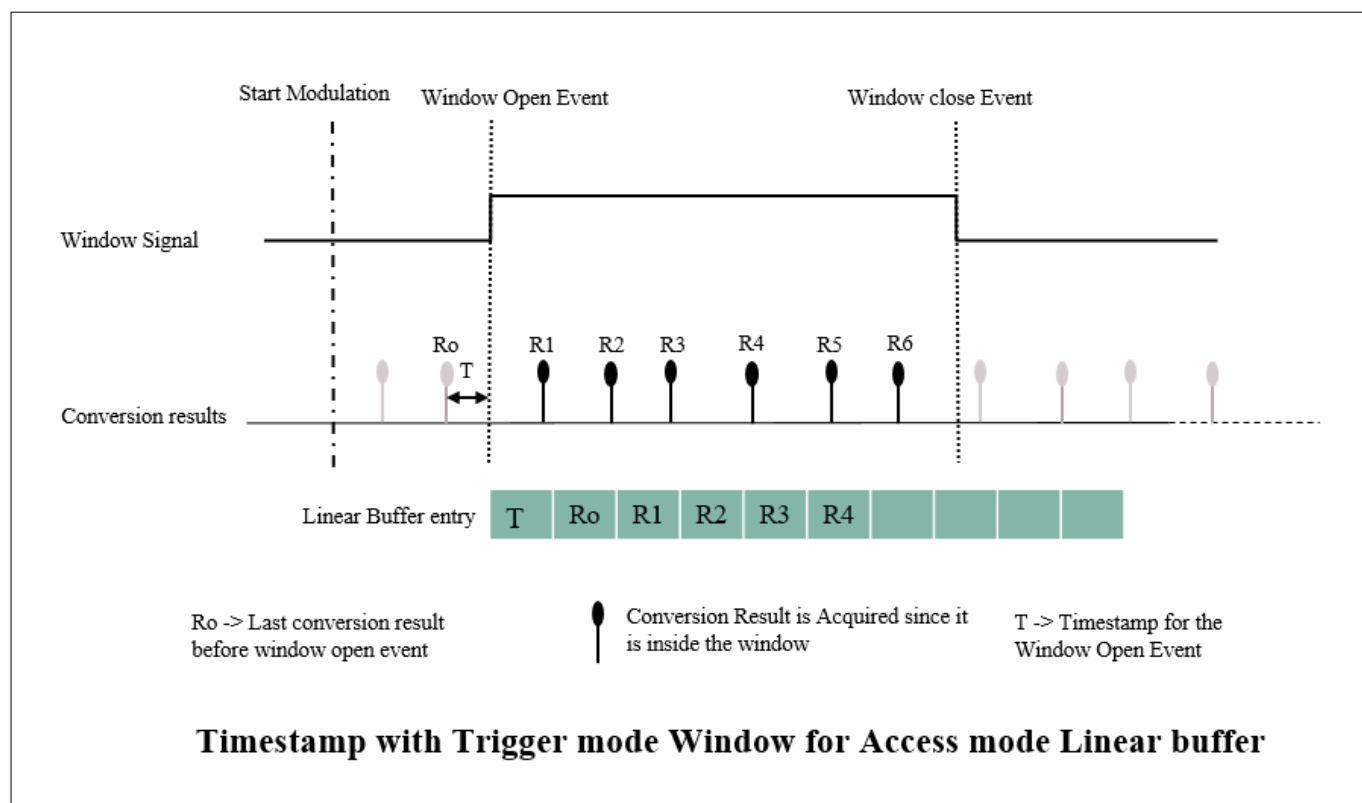 Start Modulation
Window Open Event
Window close Event
Window Signal
Ro
T
R1
R2
R3
R4
R5
R6
Conversion results
Linear Buffer entry
T
Ro
R1
R2
R3
R4
Ro -> Last conversion result
before window open event
Conversion Result is Acquired since it
is inside the window
T -> Timestamp for the
Window Open Event
Timestamp with Trigger mode Window for Access mode Linear buffer